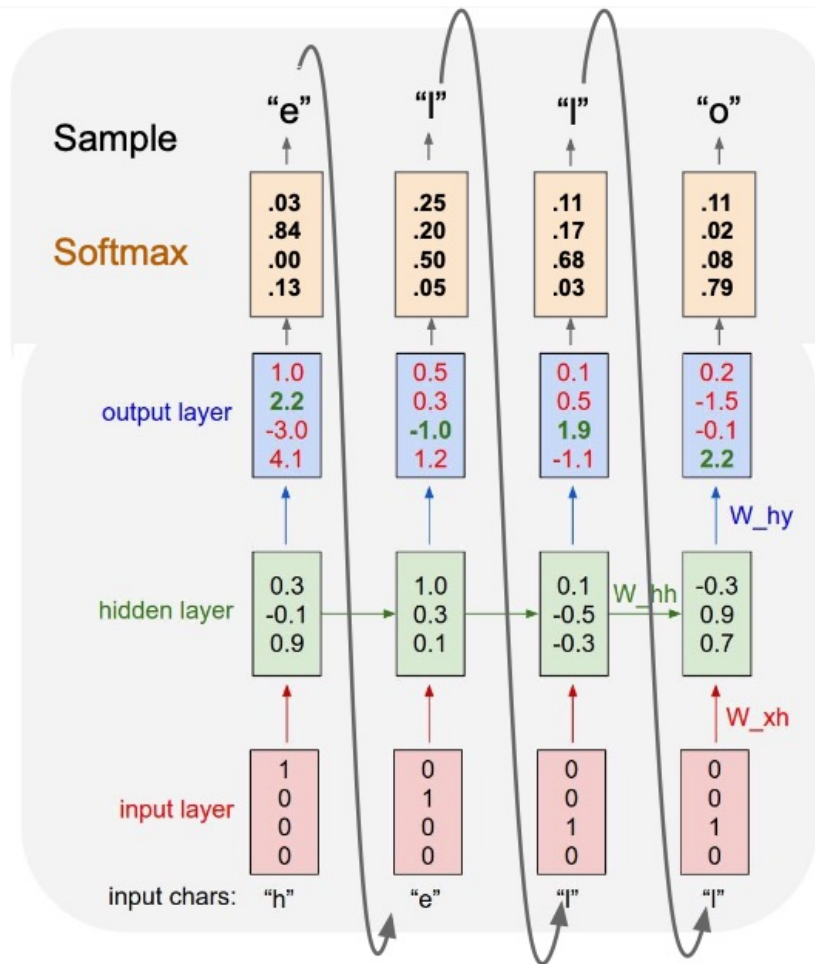 “e” “l” “l” “o”
Sample
.03 .25 .11 .11
.84 .20 .17 .02
Softmax
.00 .50 .68 .08
.13 .05 .03 .79
1.0 0.5 0.1 0.2
output layer 2.2 0.3 0.5 -1.5
-3.0 -1.0 1.9 -0.1
4.1 1.2 -1.1 2.2
W_hy
0.3 1.0 0.1 -0.3
W_hh
hidden layer -0.1 0.3 -0.5 0.9
0.9 0.1 -0.3 0.7
W_xh
1 0 0 0
0 1 0 0
input layer 0 0 1 1
0 0 0 0
input chars: “h” “e” “l” “l”